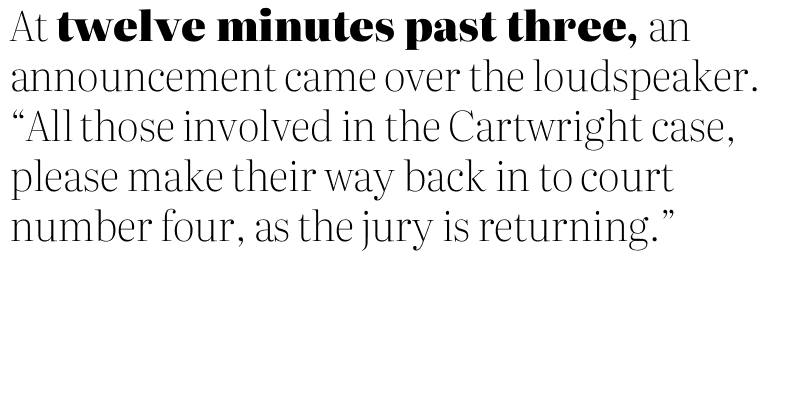 At twelve minutes past three, an
announcement came over the loudspeaker.
“All those involved in the Cartwright case,
please make their way back in to court
number four, as the jury is returning.”